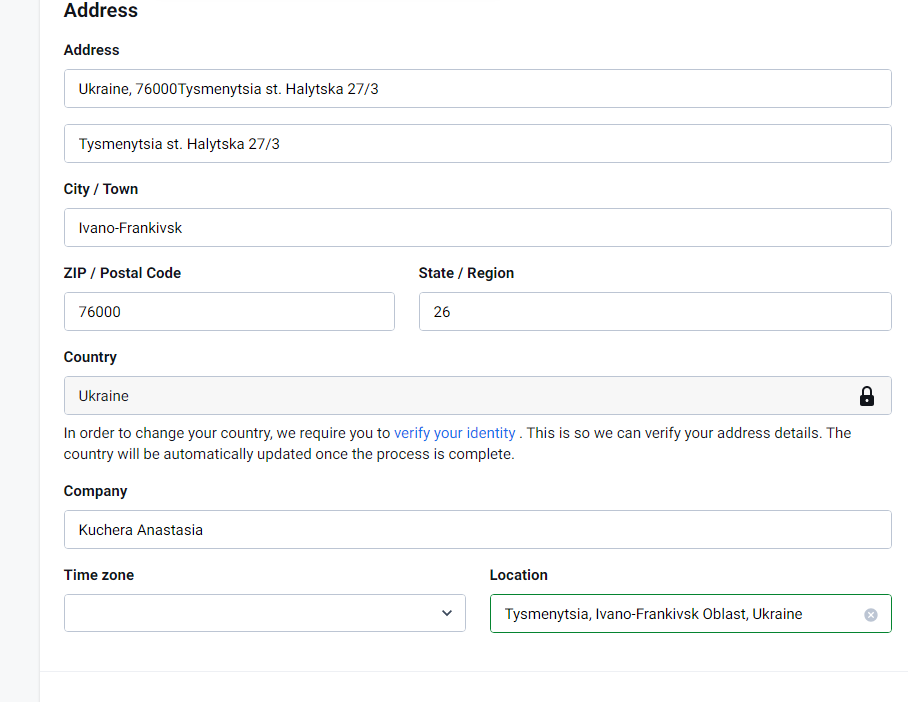 Address
Address
Ukraine, 76000Tysmenytsia st. Halytska 27/3
Tysmenytsia st. Halytska 27/3
City / Town
Ivano-Frankivsk
ZIP / Postal Code
State / Region
76000
26
Country
Ukraine
In order to change your country, we require you to verify your identity . This is so we can verify your address details. The
country will be automatically updated once the process is complete.
Company
Kuchera Anastasia
Time zone
Location
Tysmenytsia, Ivano-Frankivsk Oblast, Ukraine